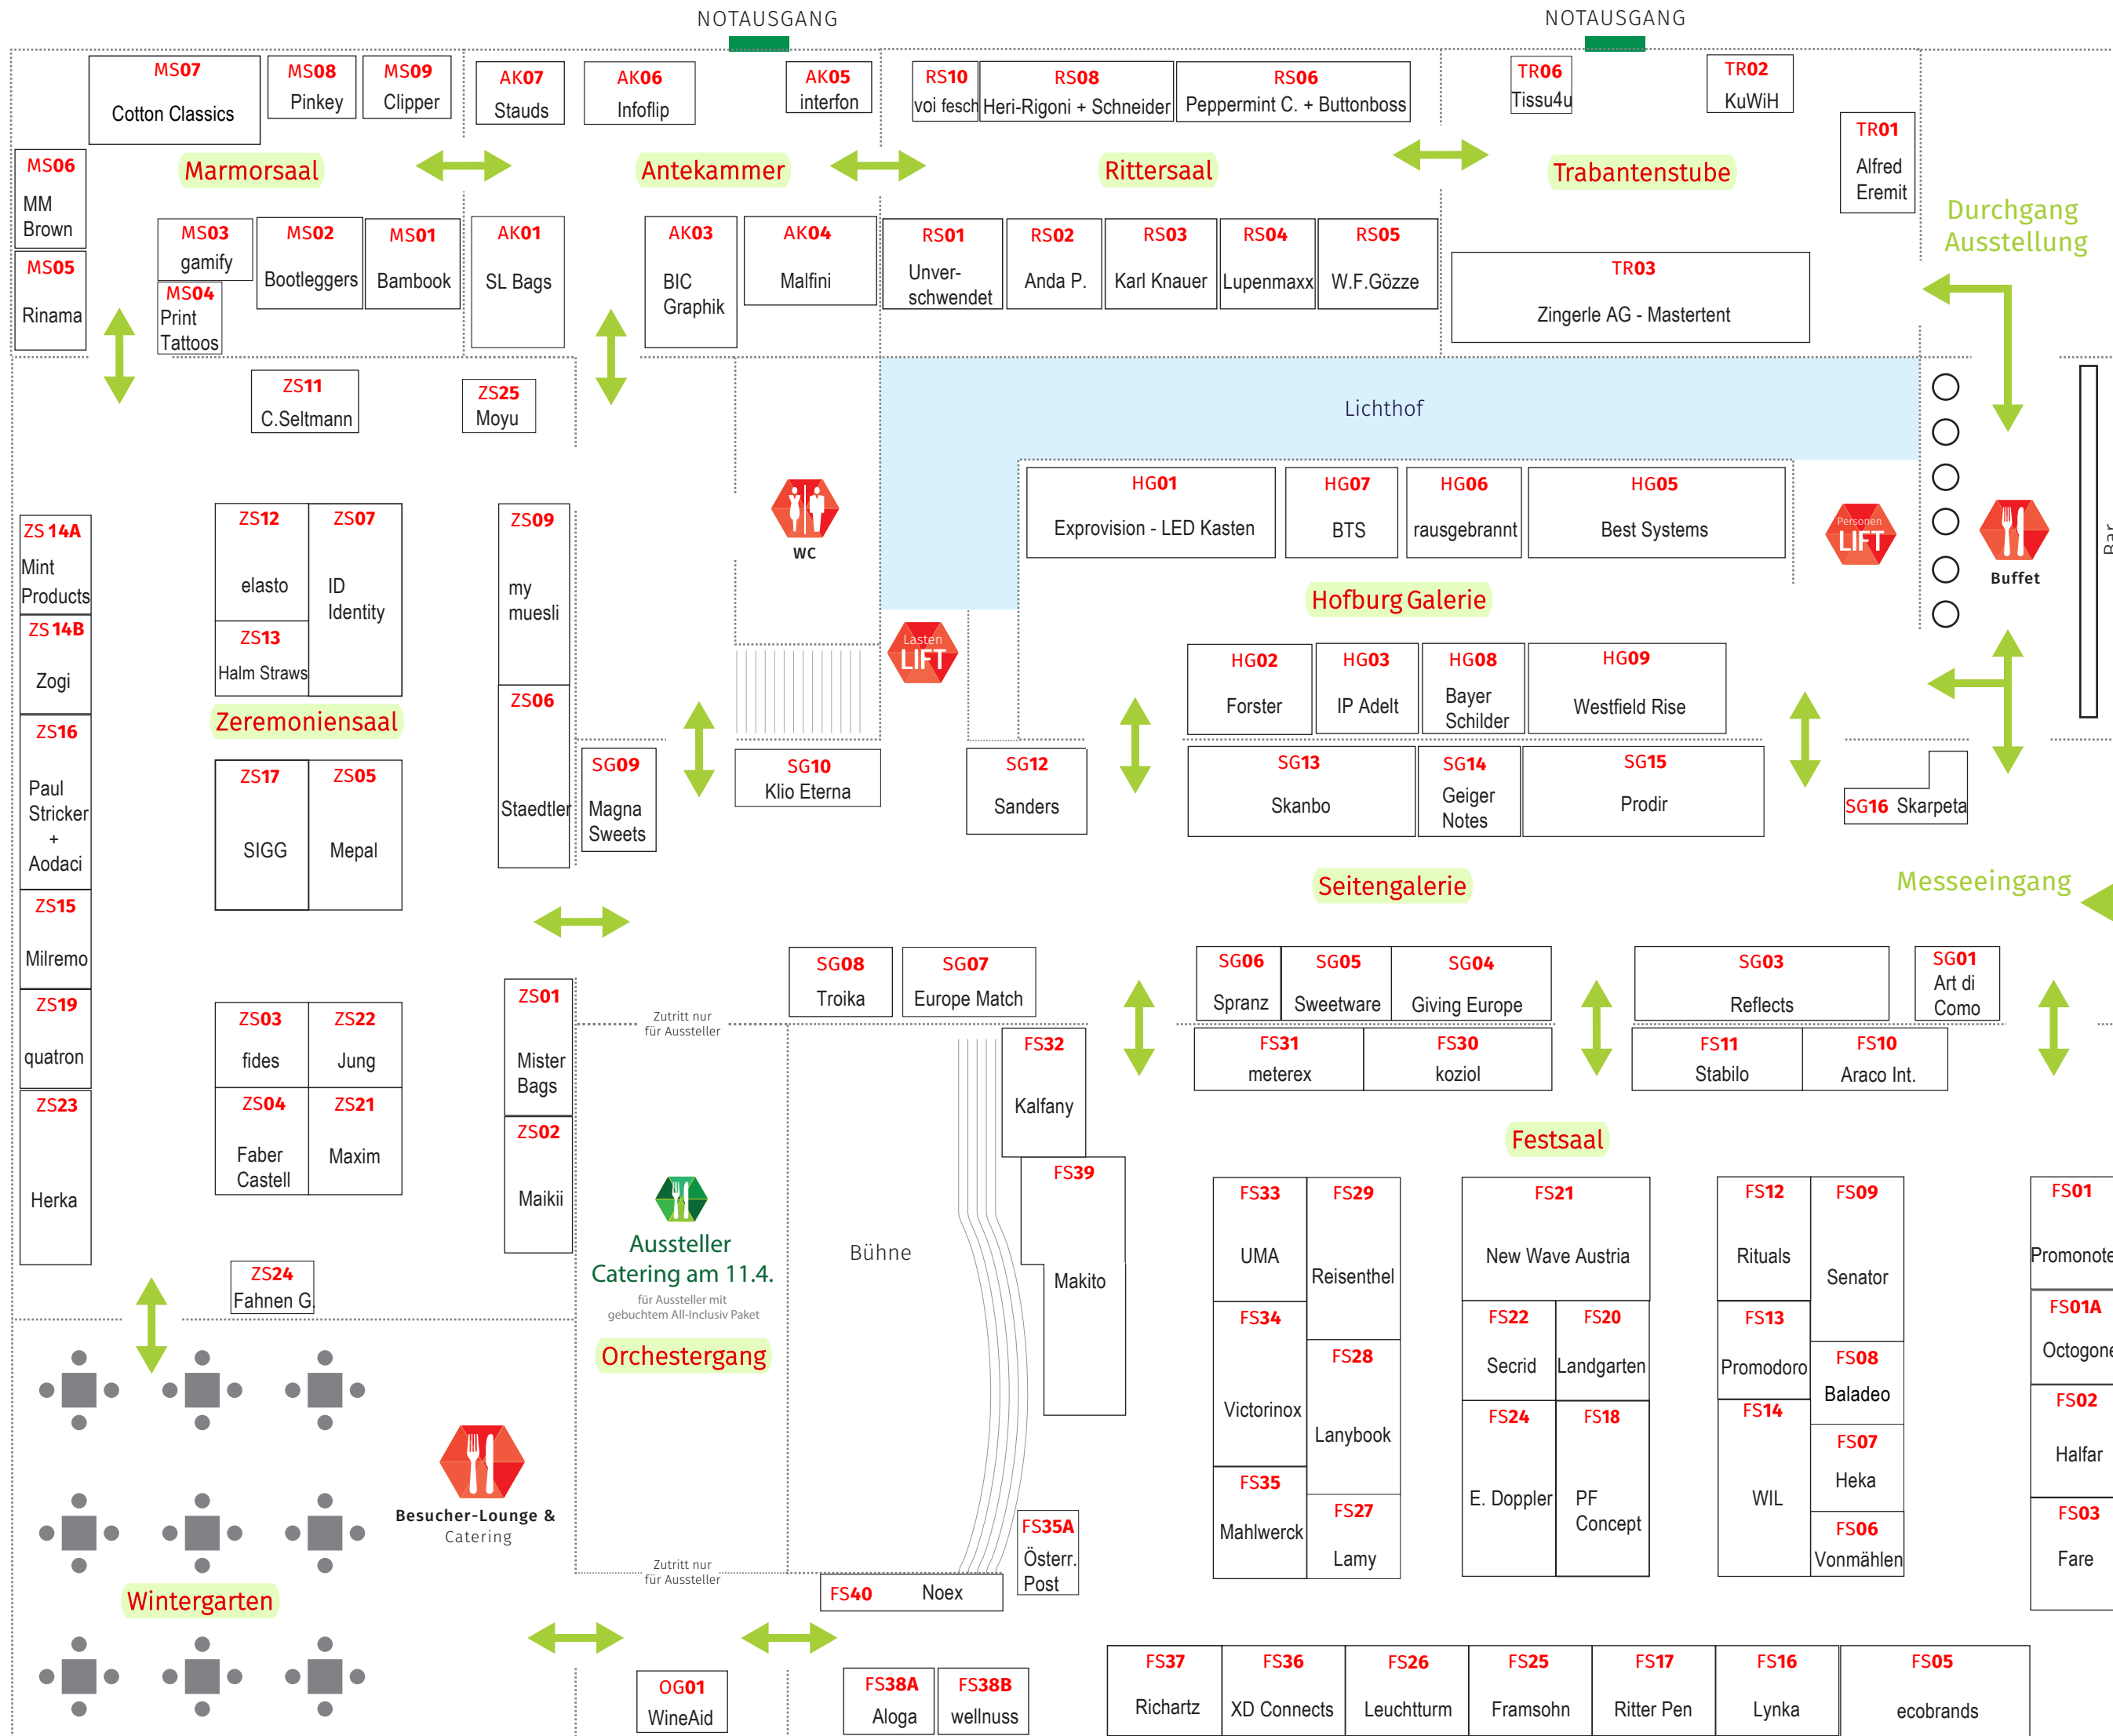 NOTAUSGANG
NOTAUSGANG
MS07
Cotton Classics
MS08
Pinkey
MS09
Clipper
AK07
Stauds
AK06
Infoflip
AK05
interfon
RS10
voi fesch
RS08
Heri-Rigoni + Schneider
RS06
Peppermint C. + Buttonboss
TR06
Tissu4u
TR02
KuWiH
TR01
Alfred
Eremit
MS06
MM
Brown
Marmorsaal
Antekammer
Rittersaal
Trabantenstube
Durchgang
Ausstellung
MS05
Rinama
MS03
gamify
MS04
Print
Tattoos
MS02
Bootleggers
MS01
Bambook
AK01
SL Bags
AK03
BIC
Graphik
AK04
Malfini
RS01
Unver-
schwendet
RS02
Anda P.
RS03
Karl Knauer
RS04
Lupenmaxx
RS05
W.F.Gözze
TR03
Zingerle AG - Mastertent
ZS11
C.Seltmann
ZS25
Moyu
Lichthof
WC
HG01
Exprovision - LED Kasten
HG07
BTS
HG06
rausgebrannt
HG05
Best Systems
Personen
LIFT
Buffet
Bar
ZS 14A
Mint
Products
ZS 14B
Zogi
ZS16
Paul
Stricker
+
Aodaci
ZS15
Milremo
ZS19
quatron
ZS23
Herka
ZS12
elasto
ZS07
ID
Identity
ZS13
Halm Straws
ZS09
my
muesli
ZS06
Staedtler
Zeremoniensaal
ZS17
SIGG
ZS05
Mepal
Hofburg Galerie
Lasten
LIFT
HG02
Forster
HG03
IP Adelt
HG08
Bayer
Schilder
HG09
Westfield Rise
SG09
Magna
Sweets
SG10
Klio Eterna
SG12
Sanders
SG13
Skanbo
SG14
Geiger
Notes
SG15
Prodir
SG16 Skarpeta
Seitengalerie
Messeeingang
SG08
Troika
SG07
Europe Match
SG06
Spranz
SG05
Sweetware
SG04
Giving Europe
SG03
Reflects
SG01
Art di
Como
ZS03
fides
ZS22
Jung
ZS04
Faber
Castell
ZS21
Maxim
ZS01
Mister
Bags
ZS02
Maikii
ZS24
Fahnen G.
Zutritt nur
für Aussteller
FS32
Kalfany
FS39
Makito
FS31
meterex
FS30
koziol
FS11
Stabilo
FS10
Araco Int.
Festsaal
Aussteller
Catering am 11.4.
für Aussteller mit
gebuchtem All-Inclusiv Paket
Orchestergang
Bühne
FS33
UMA
FS29
Reisenthel
FS34
Victorinox
FS28
Lanybook
FS35
Mahlwerck
FS27
Lamy
FS21
New Wave Austria
FS22
Secrid
FS20
Landgarten
FS24
E. Doppler
FS18
PF
Concept
FS12
Rituals
FS09
Senator
FS13
Promodoro
FS08
Baladeo
FS14
WIL
FS07
Heka
FS06
Vonmählen
FS01
Promonote
FS01A
Octogone
FS02
Halfar
FS03
Fare
Besucher-Lounge &
Catering
Wintergarten
Zutritt nur
für Aussteller
FS35A
Österr.
Post
FS40 Noex
OG01
WineAid
FS38A
Aloga
FS38B
wellnuss
FS37
Richartz
FS36
XD Connects
FS26
Leuchtturm
FS25
Framsohn
FS17
Ritter Pen
FS16
Lynka
FS05
ecobrands